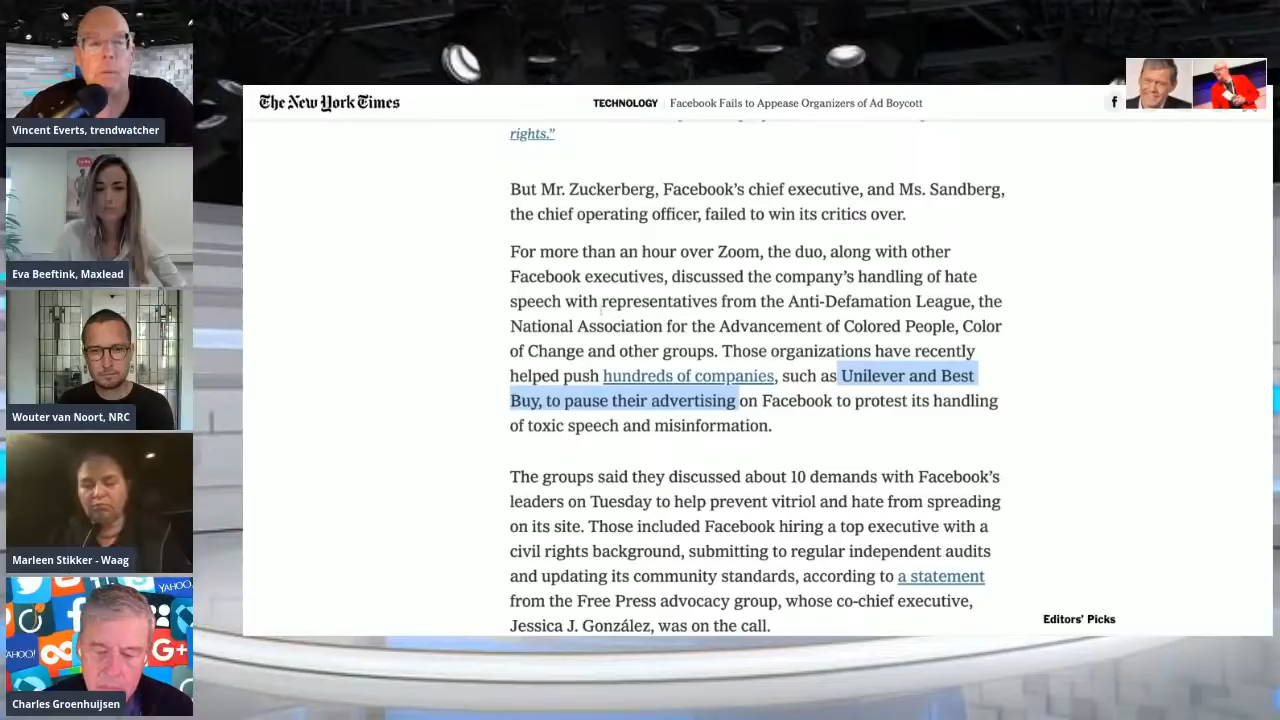 Vincent Everts, trendwatcher
Eva Beeftink, Maxlead
Wouter van Noort, NRC
Marleen Stikker - Waag
YAHOO!
YAHOO!
G+
Charles Groenhuijsen
The New York Times
TECHNOLOGY | Facebook Fails to Appease Organizers of Ad Boycott
f
rights.”
But Mr. Zuckerberg, Facebook’s chief executive, and Ms. Sandberg,
the chief operating officer, failed to win its critics over.
For more than an hour over Zoom, the duo, along with other
Facebook executives, discussed the company’s handling of hate
speech with representatives from the Anti-Defamation League, the
National Association for the Advancement of Colored People, Color
of Change and other groups. Those organizations have recently
helped push hundreds of companies, such as Unilever and Best
Buy, to pause their advertising on Facebook to protest its handling
of toxic speech and misinformation.
The groups said they discussed about 10 demands with Facebook’s
leaders on Tuesday to help prevent vitriol and hate from spreading
on its site. Those included Facebook hiring a top executive with a
civil rights background, submitting to regular independent audits
and updating its community standards, according to a statement
from the Free Press advocacy group, whose co-chief executive,
Jessica J. González, was on the call.
Editors’ Picks